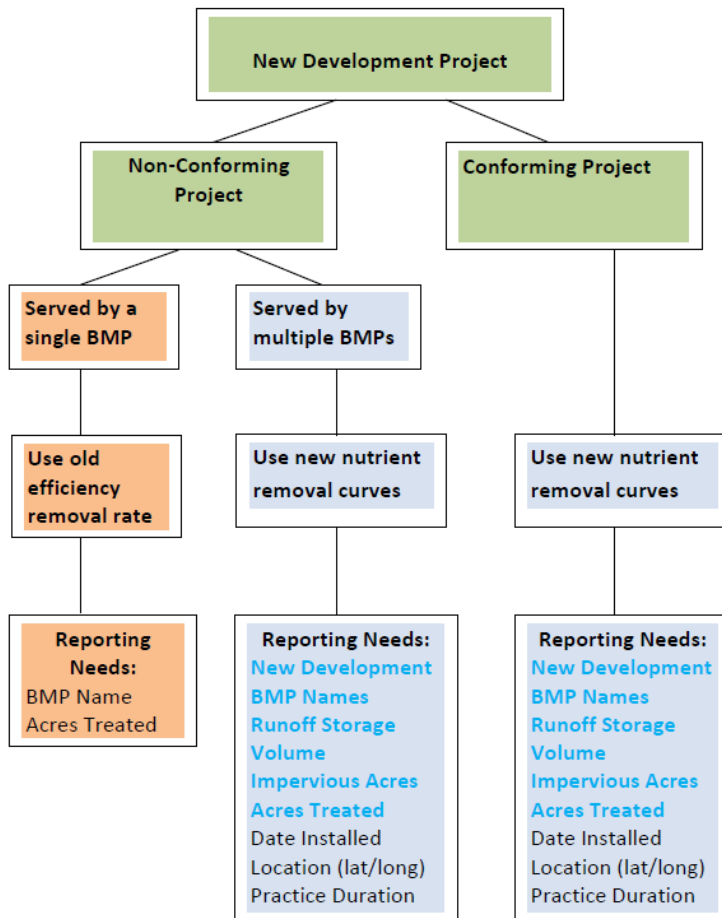 New Development Project
Non-Conforming
Project
Conforming Project
Served by a
single BMP
Served by
multiple BMPs
Use old
efficiency
removal rate
Use new nutrient
removal curves
Use new nutrient
removal curves
Reporting
Needs:
BMP Name
Acres Treated
Reporting Needs:
New Development
BMP Names
Runoff Storage
Volume
Impervious Acres
Acres Treated
Date Installed
Location (lat/long)
Practice Duration
Reporting Needs:
New Development
BMP Names
Runoff Storage
Volume
Impervious Acres
Acres Treated
Date Installed
Location (lat/long)
Practice Duration